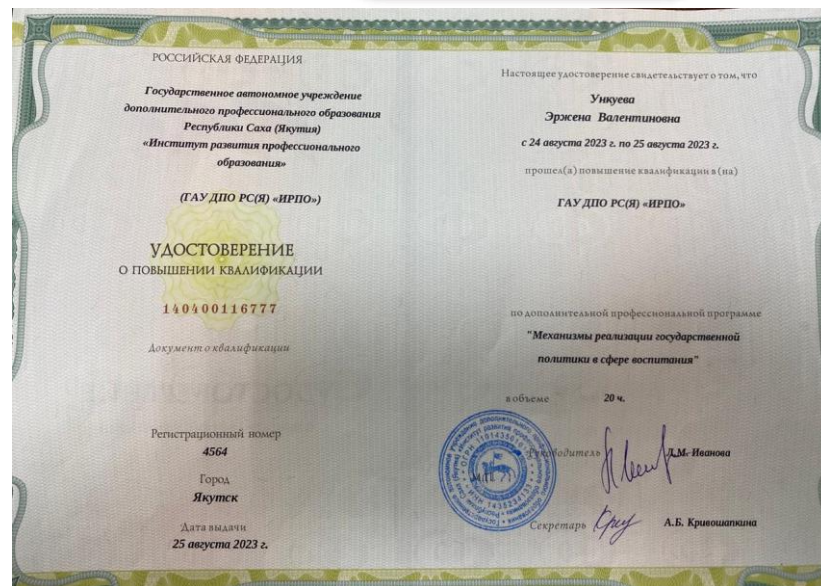 РОССИЙСКАЯ ФЕДЕРАЦИЯ
Государственное автономное учреждение
дополнительного профессионального образования
Республики Саха (Якутия)
«Институт развития профессионального
образования»
(ГАУ ДПО РС(Я) «ИРПО»)
УДОСТОВЕРЕНИЕ
О ПОВЫШЕНИИ КВАЛИФИКАЦИИ
140400116777
Документ о квалификации
Регистрационный номер
4564
Город
Якутск
Дата выдачи
25 августа 2023 г.
Настоящее удостоверение свидетельствует о том, что
Ункуева
Эржена Валентиновна
с 24 августа 2023 г. по 25 августа 2023 г.
прошел(а) повышение квалификации в (на)
ГАУ ДПО РС(Я) «ИРПО»
по дополнительной профессиональной программе
"Механизмы реализации государственной
политики в сфере воспитания"
в объеме 20 ч.
Руководитель Л.М. Иванова
М.П.
Секретарь А.Б. Кривошапкина